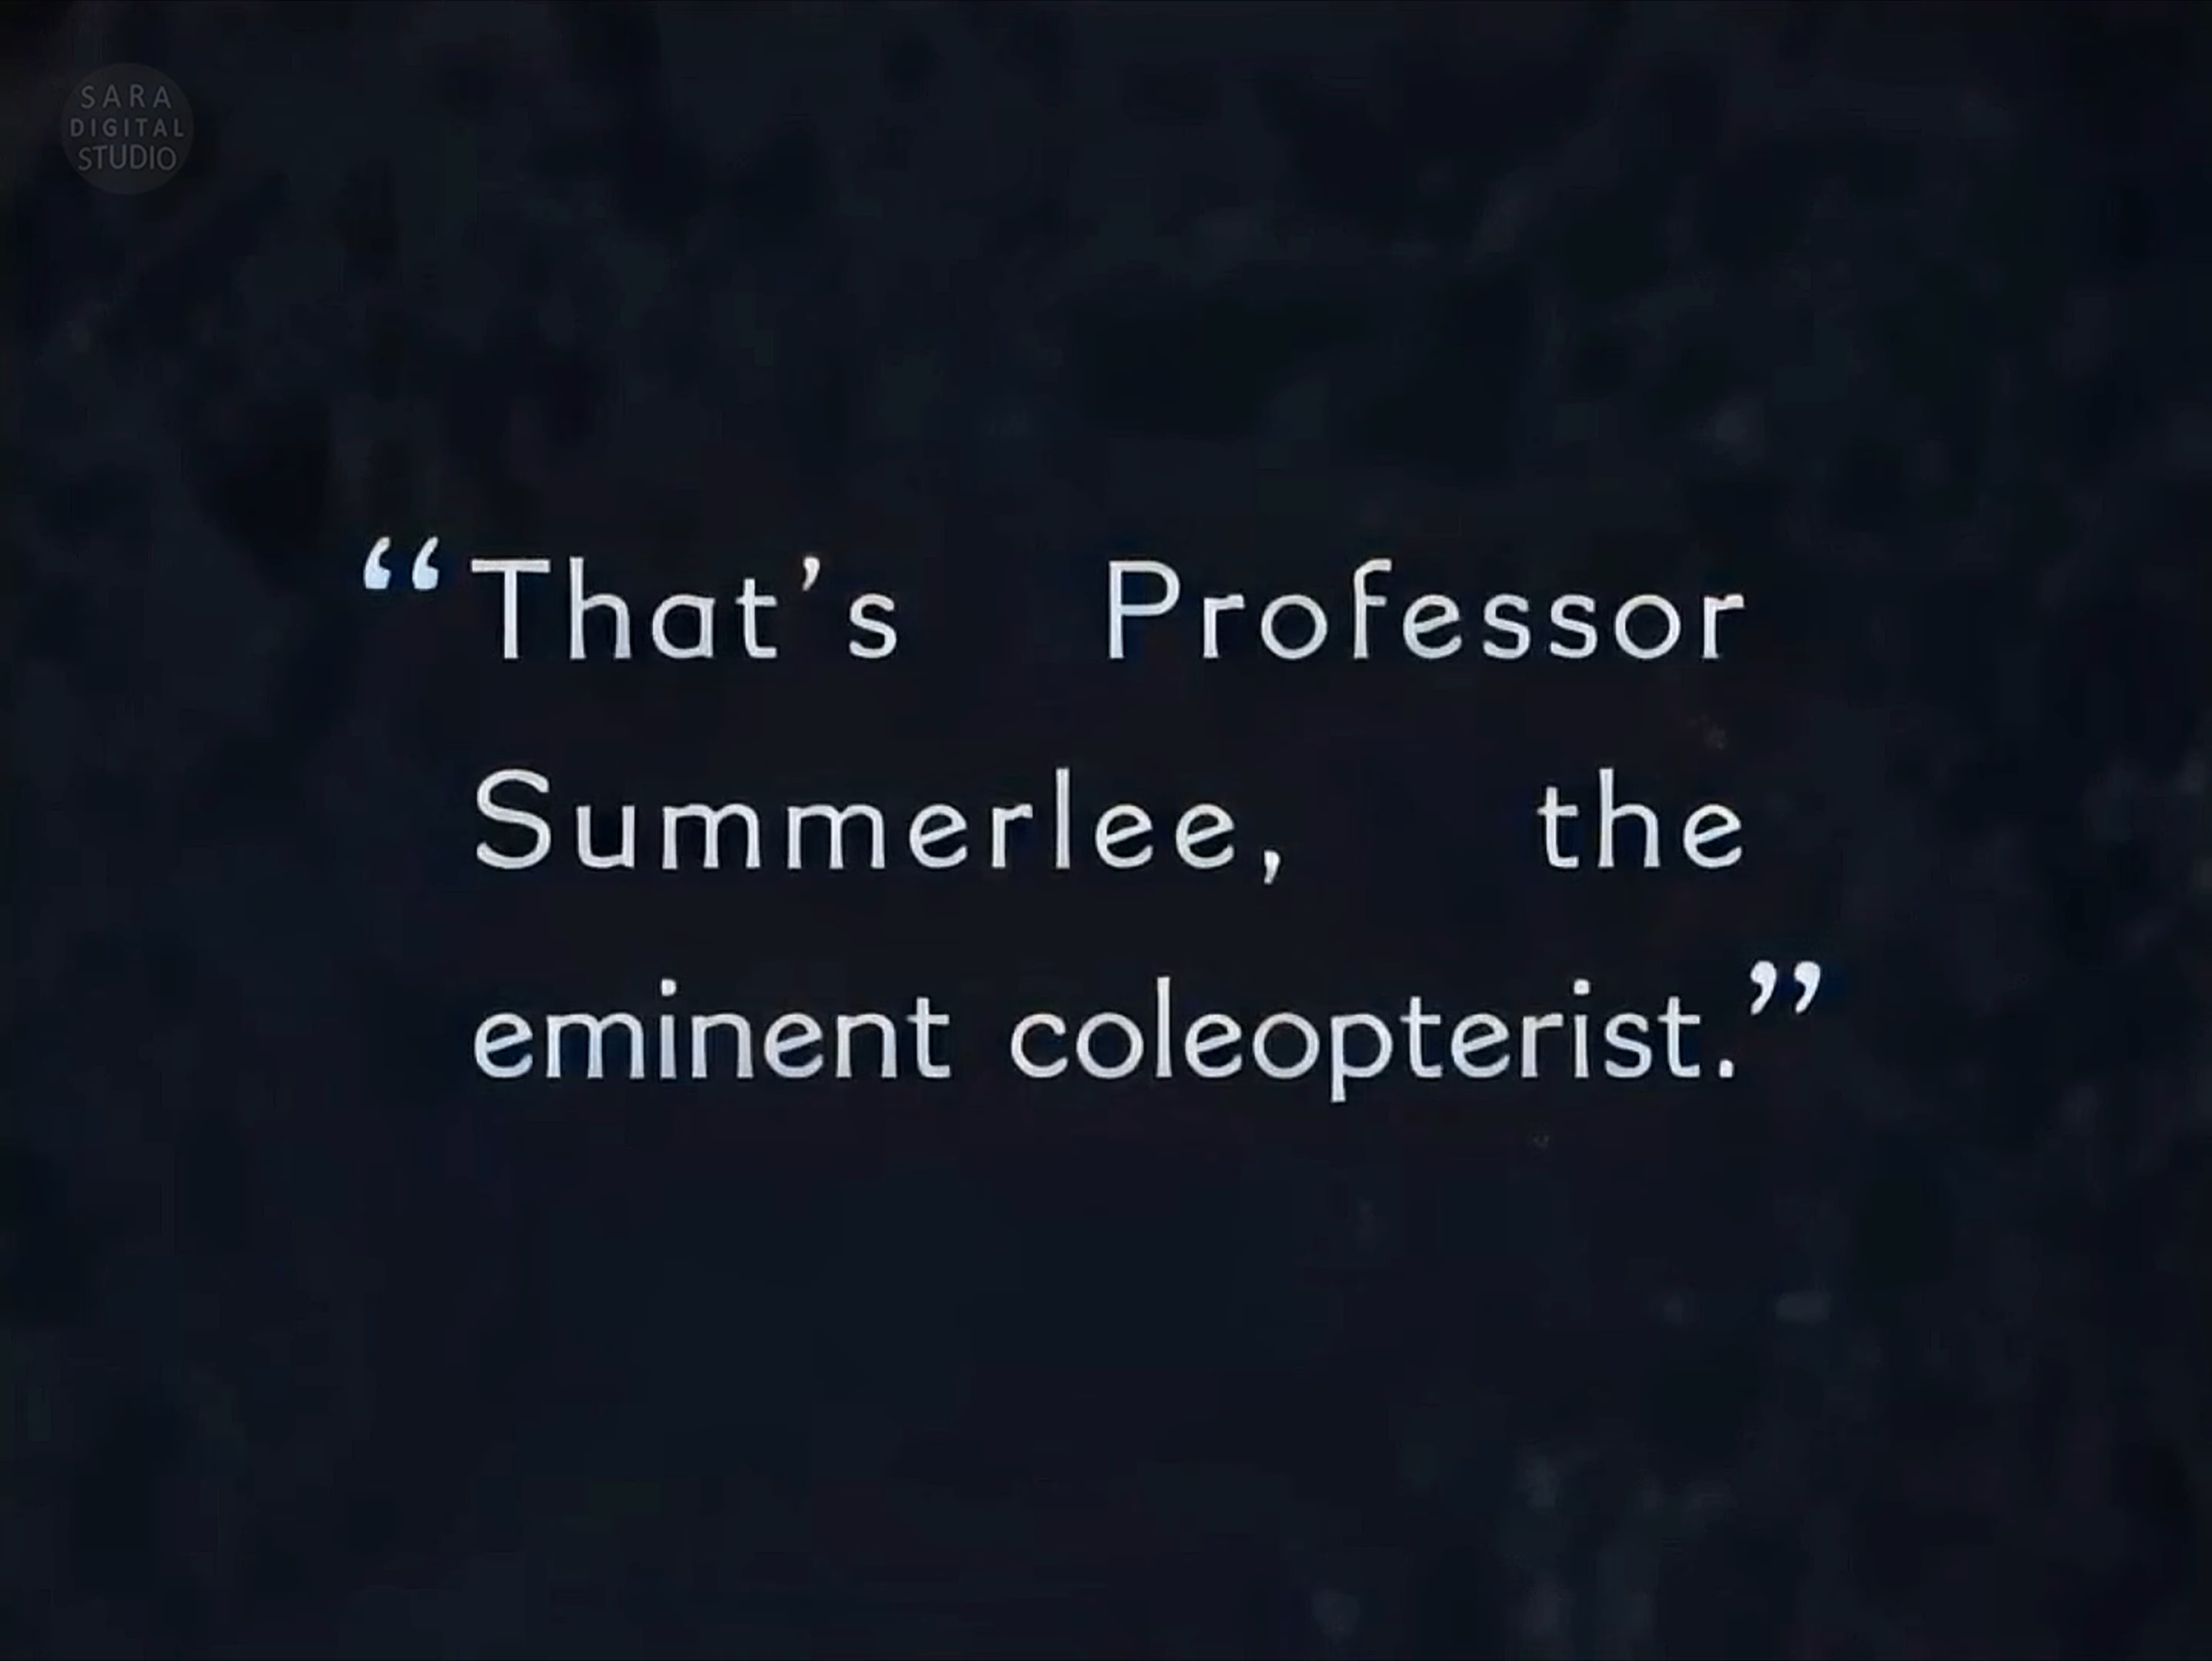 SARA
DIGITAL
STUDIO
“That’s Professor
Summerlee, the
eminent coleopterist.”